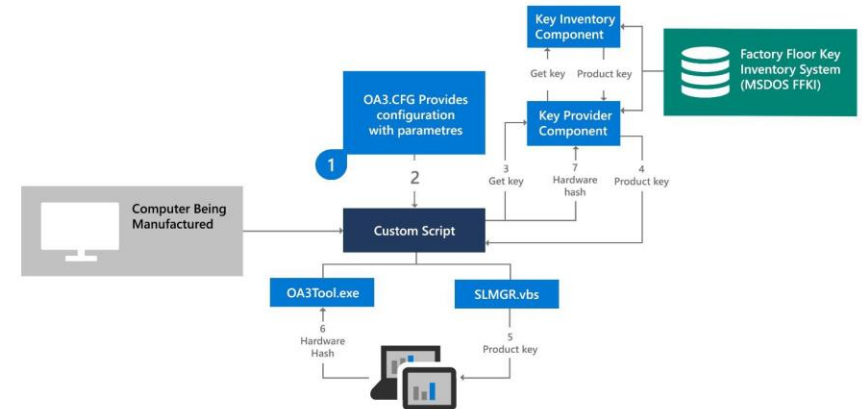 Key Inventory
Component
Factory Floor Key
Inventory System
(MSDOS FFKI)
Get key
Product key
OA3.CFG Provides
configuration
with parametres
Key Provider
Component
1
2
3
Get key
7
Hardware
hash
4
Product key
Computer Being
Manufactured
Custom Script
OA3Tool.exe
SLMGR.vbs
6
Hardware
Hash
5
Product key